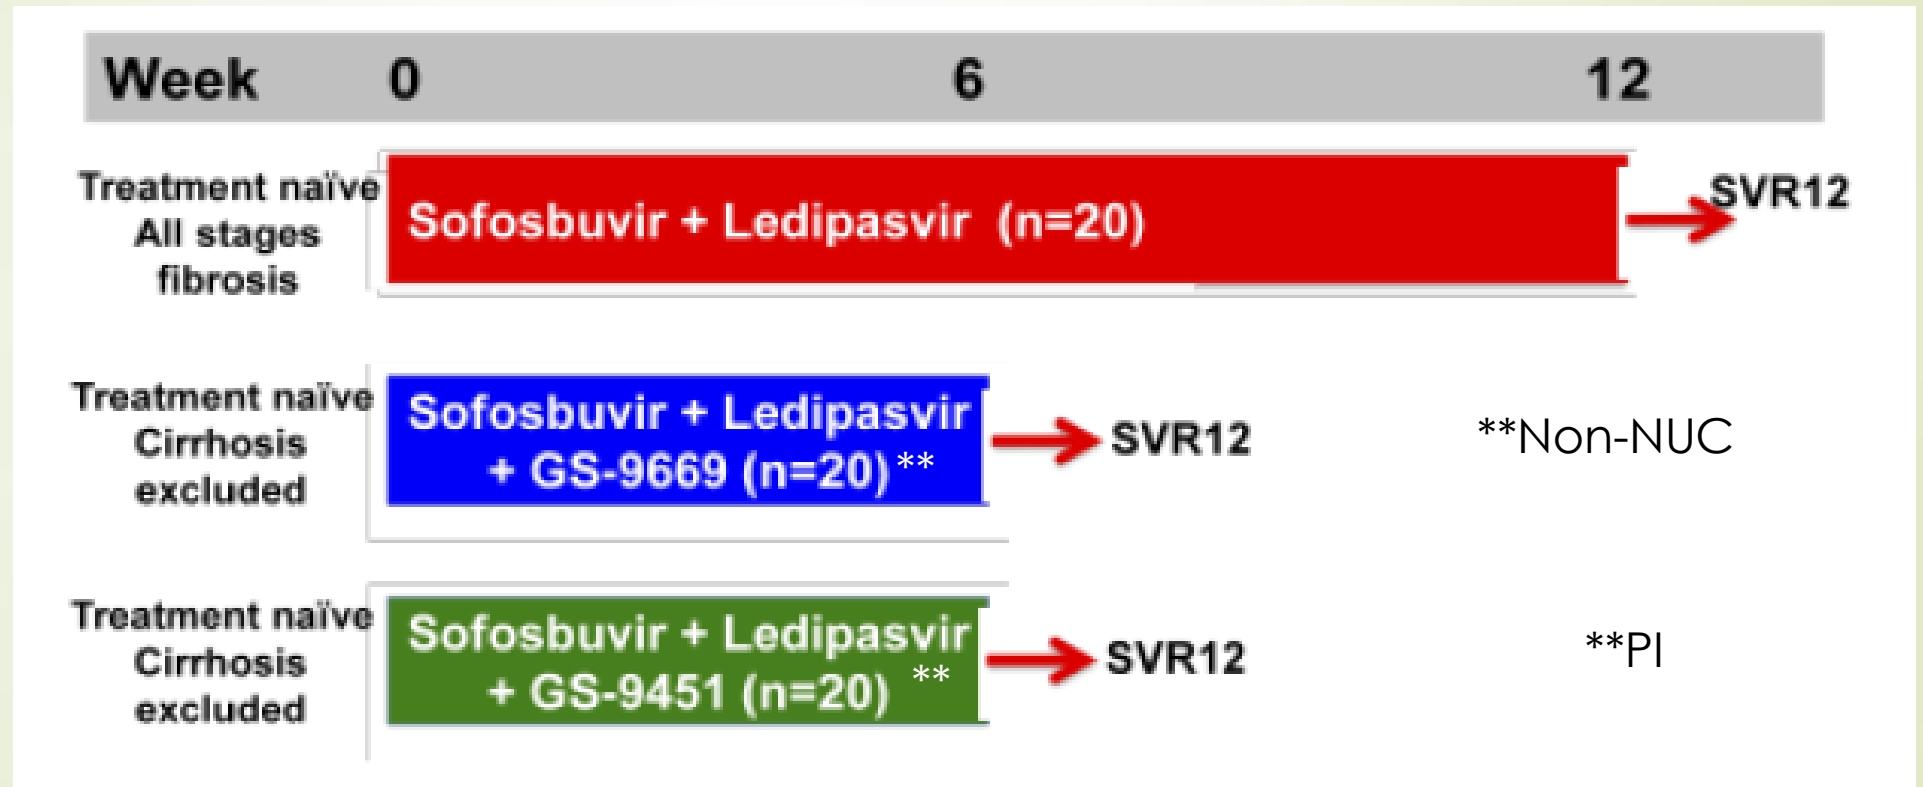 Week 0 6 12
Treatment naïve
All stages
fibrosis
Sofosbuvir + Ledipasvir (n=20)
SVR12
Treatment naïve
Cirrhosis
excluded
Sofosbuvir + Ledipasvir
+ GS-9669 (n=20)**
SVR12
**Non-NUC
Treatment naïve
Cirrhosis
excluded
Sofosbuvir + Ledipasvir
+ GS-9451 (n=20) **
SVR12
**PI